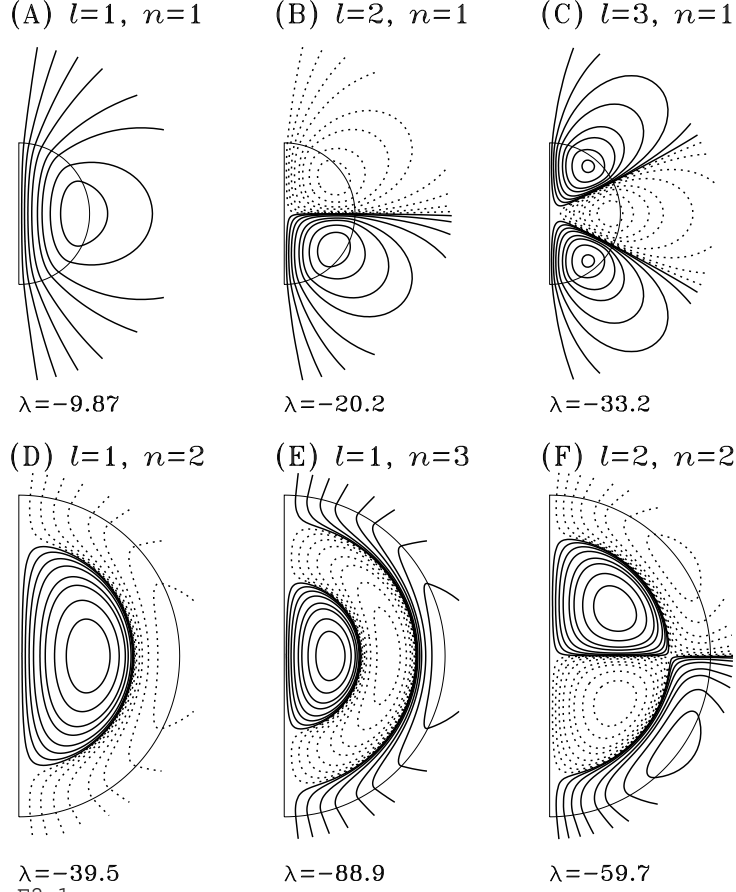 (A) l=1, n=1 (B) l=2, n=1 (C) l=3, n=1
λ=−9.87 λ=−20.2 λ=−33.2
(D) l=1, n=2 (E) l=1, n=3 (F) l=2, n=2
λ=−39.5 λ=−88.9 λ=−59.7